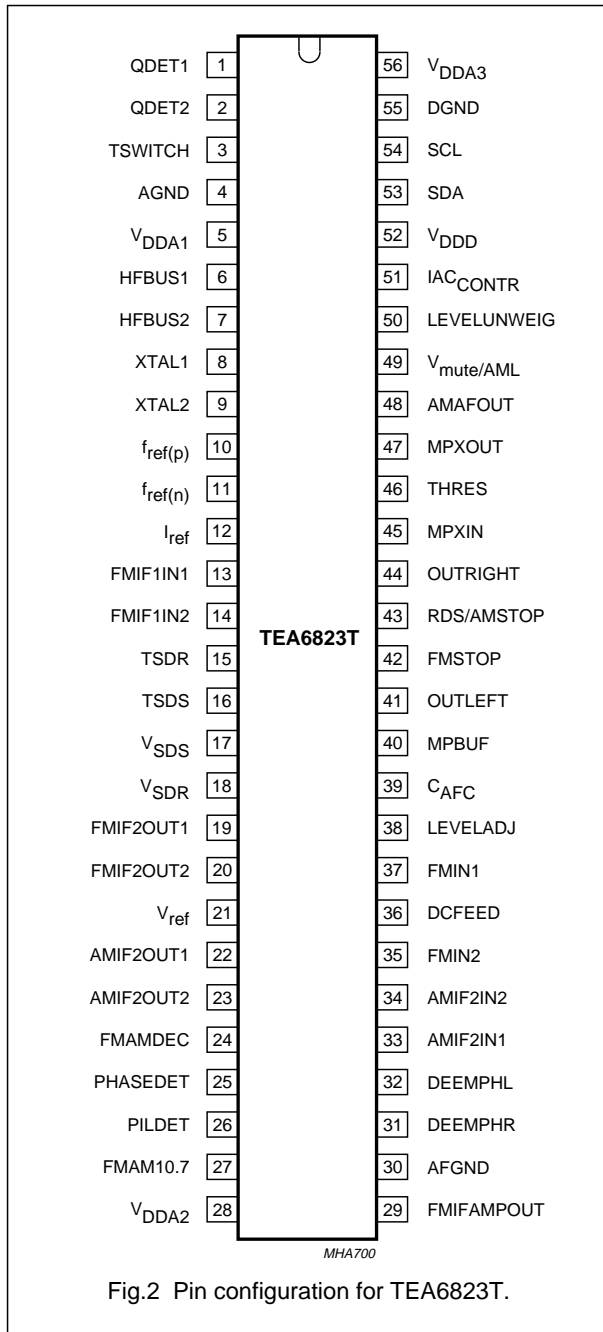 QDET1 1 56 VDDA3
QDET2 2 55 DGND
TSWITCH 3 54 SCL
AGND 4 53 SDA
VDDA1 5 52 VDDD
HFBUS1 6 51 IACCONTR
HFBUS2 7 50 LEVELUNWEIG
XTAL1 8 49 Vmute/AML
XTAL2 9 48 AMAFOUT
fref(p) 10 47 MPXOUT
fref(n) 11 46 THRES
Iref 12 45 MPXIN
FMIF1IN1 13 44 OUTRIGHT
FMIF1IN2 14 43 RDS/AMSTOP
TEA6823T
TSDR 15 42 FMSTOP
TSDS 16 41 OUTLEFT
VSDS 17 40 MPBUF
VSDR 18 39 CAFC
FMIF2OUT1 19 38 LEVELADJ
FMIF2OUT2 20 37 FMIN1
Vref 21 36 DCFEED
AMIF2OUT1 22 35 FMIN2
AMIF2OUT2 23 34 AMIF2IN2
FMAMDEC 24 33 AMIF2IN1
PHASEDET 25 32 DEEMPHL
PILDET 26 31 DEEMPHR
FMAM10.7 27 30 AFGND
VDDA2 28 29 FMIFAMPOUT
MHA700
Fig.2 Pin configuration for TEA6823T.